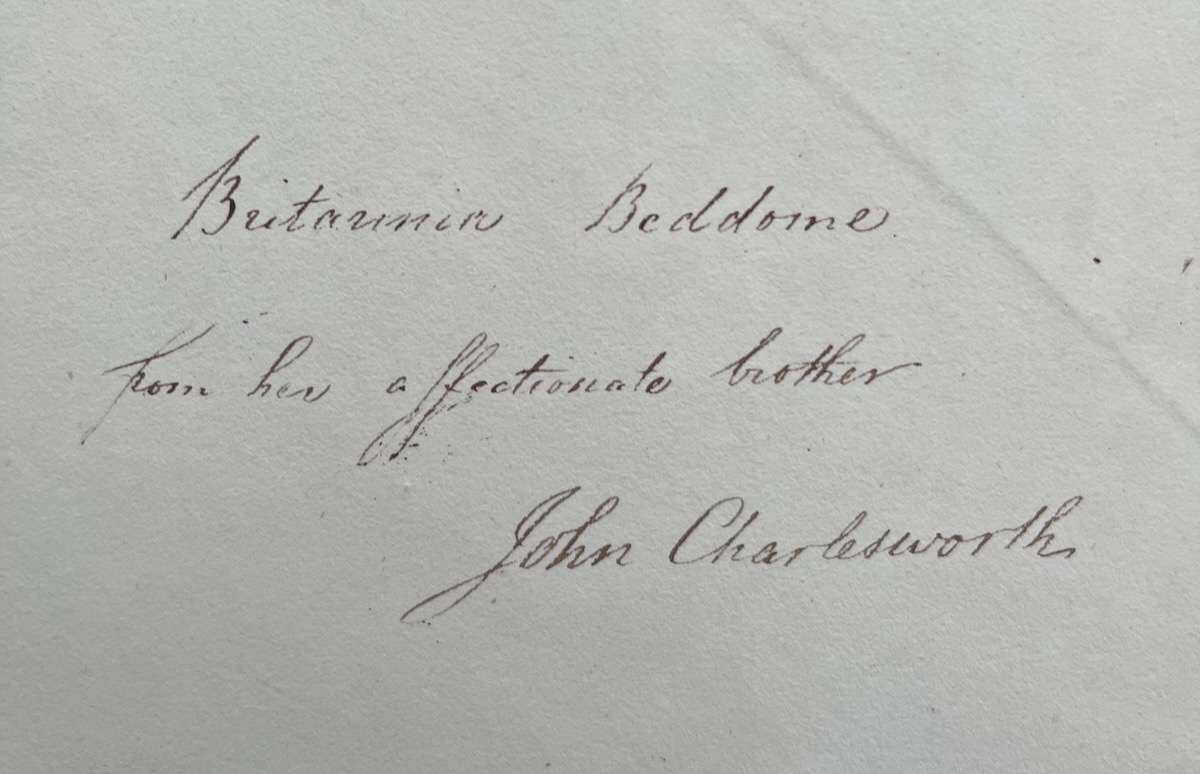 Britannia Beddome
from her affectionate brother
John Charlesworth